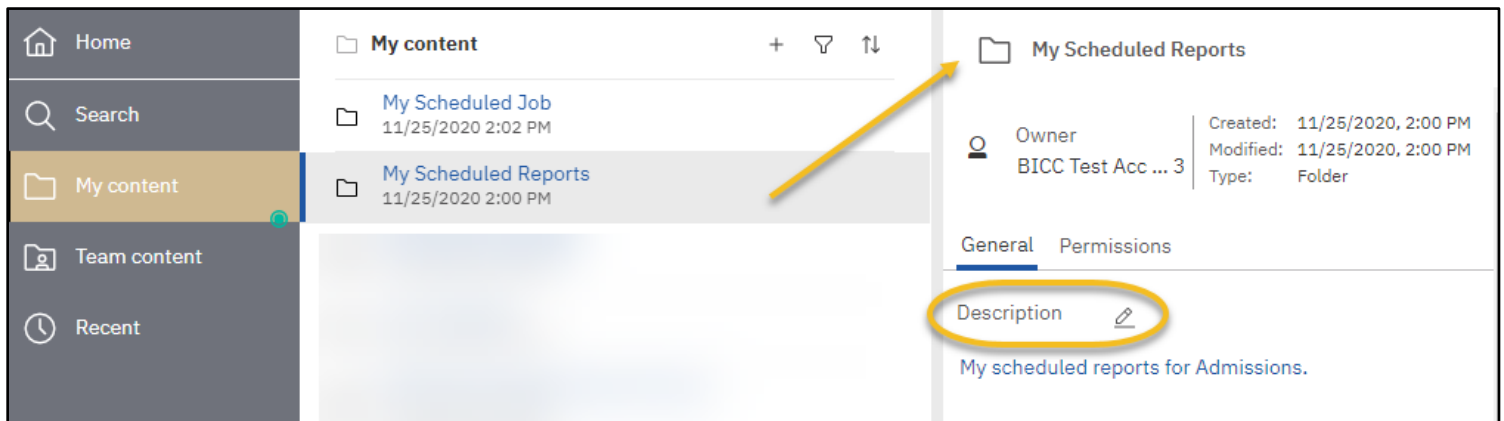 Home
Search
My content
Team content
Recent
My content
My Scheduled Job
11/25/2020 2:02 PM
My Scheduled Reports
11/25/2020 2:00 PM
My Scheduled Reports
Owner
BICC Test Acc ... 3
Created: 11/25/2020, 2:00 PM
Modified: 11/25/2020, 2:00 PM
Type: Folder
General Permissions
Description
My scheduled reports for Admissions.